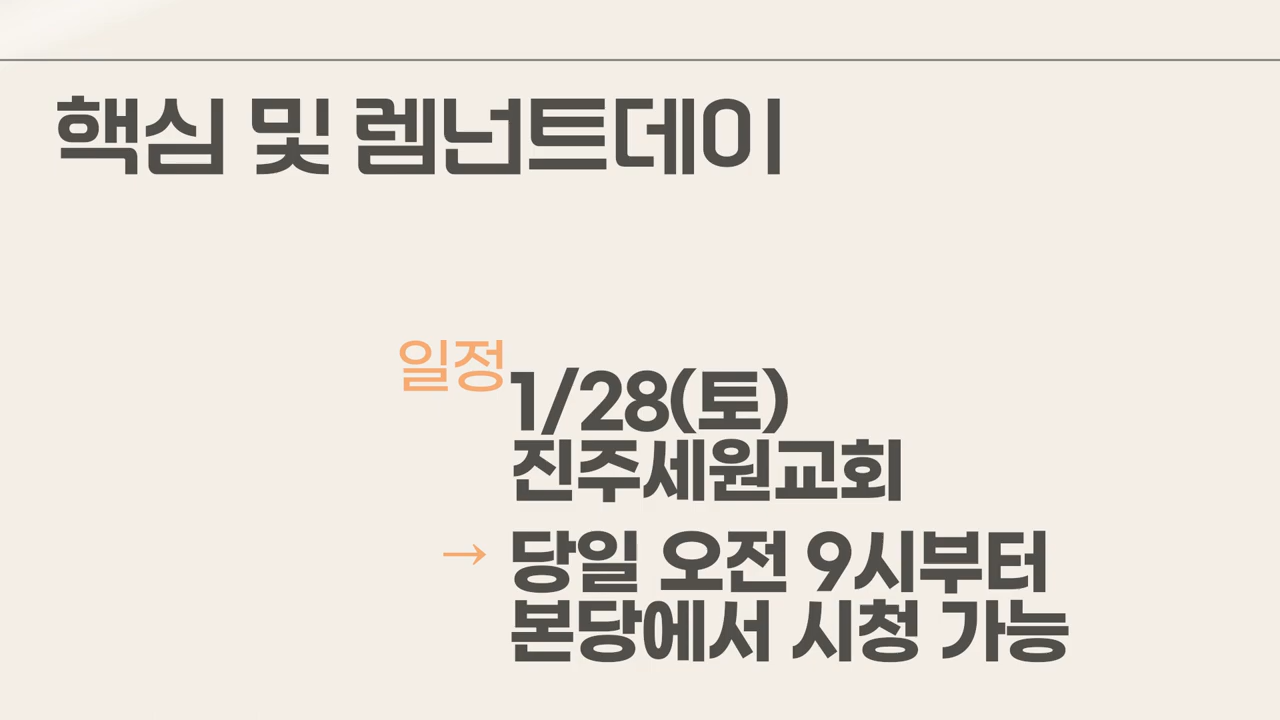 핵심 및 렘넌트데이
일정
1/28(토)
진주세원교회
→ 당일 오전 9시부터
본당에서 시청 가능